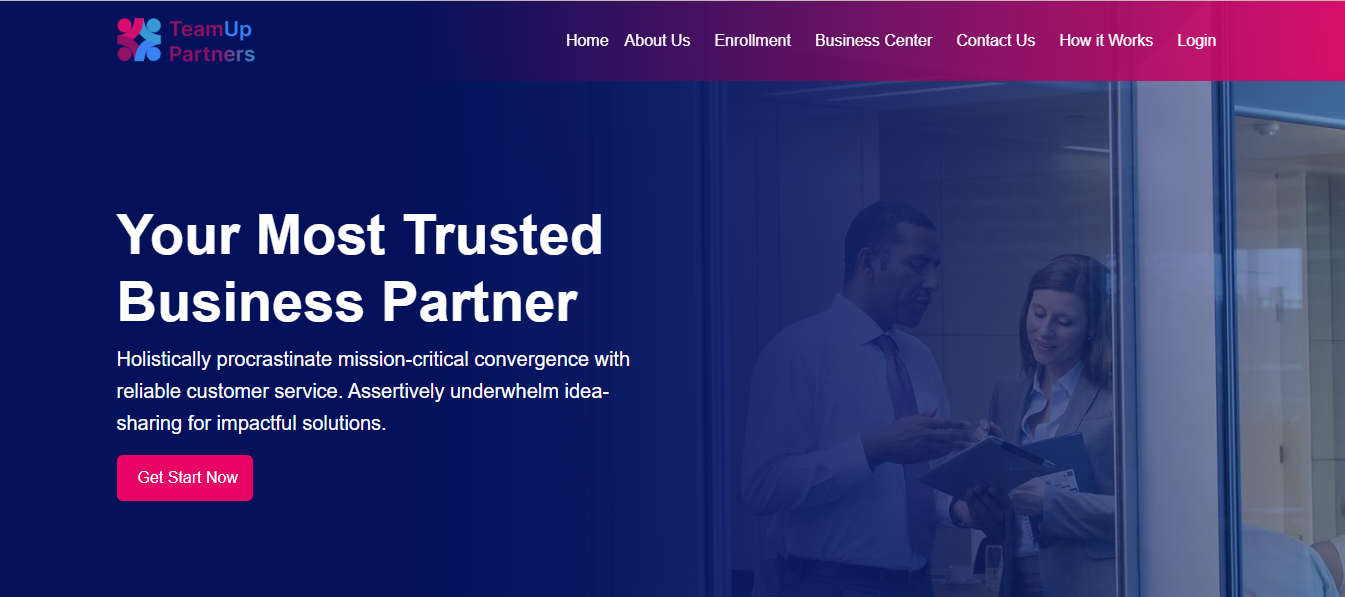 TeamUp
Partners
Home About Us Enrollment Business Center Contact Us How it Works Login
Your Most Trusted
Business Partner
Holistically procrastinate mission-critical convergence with
reliable customer service. Assertively underwhelm idea-
sharing for impactful solutions.
Get Start Now